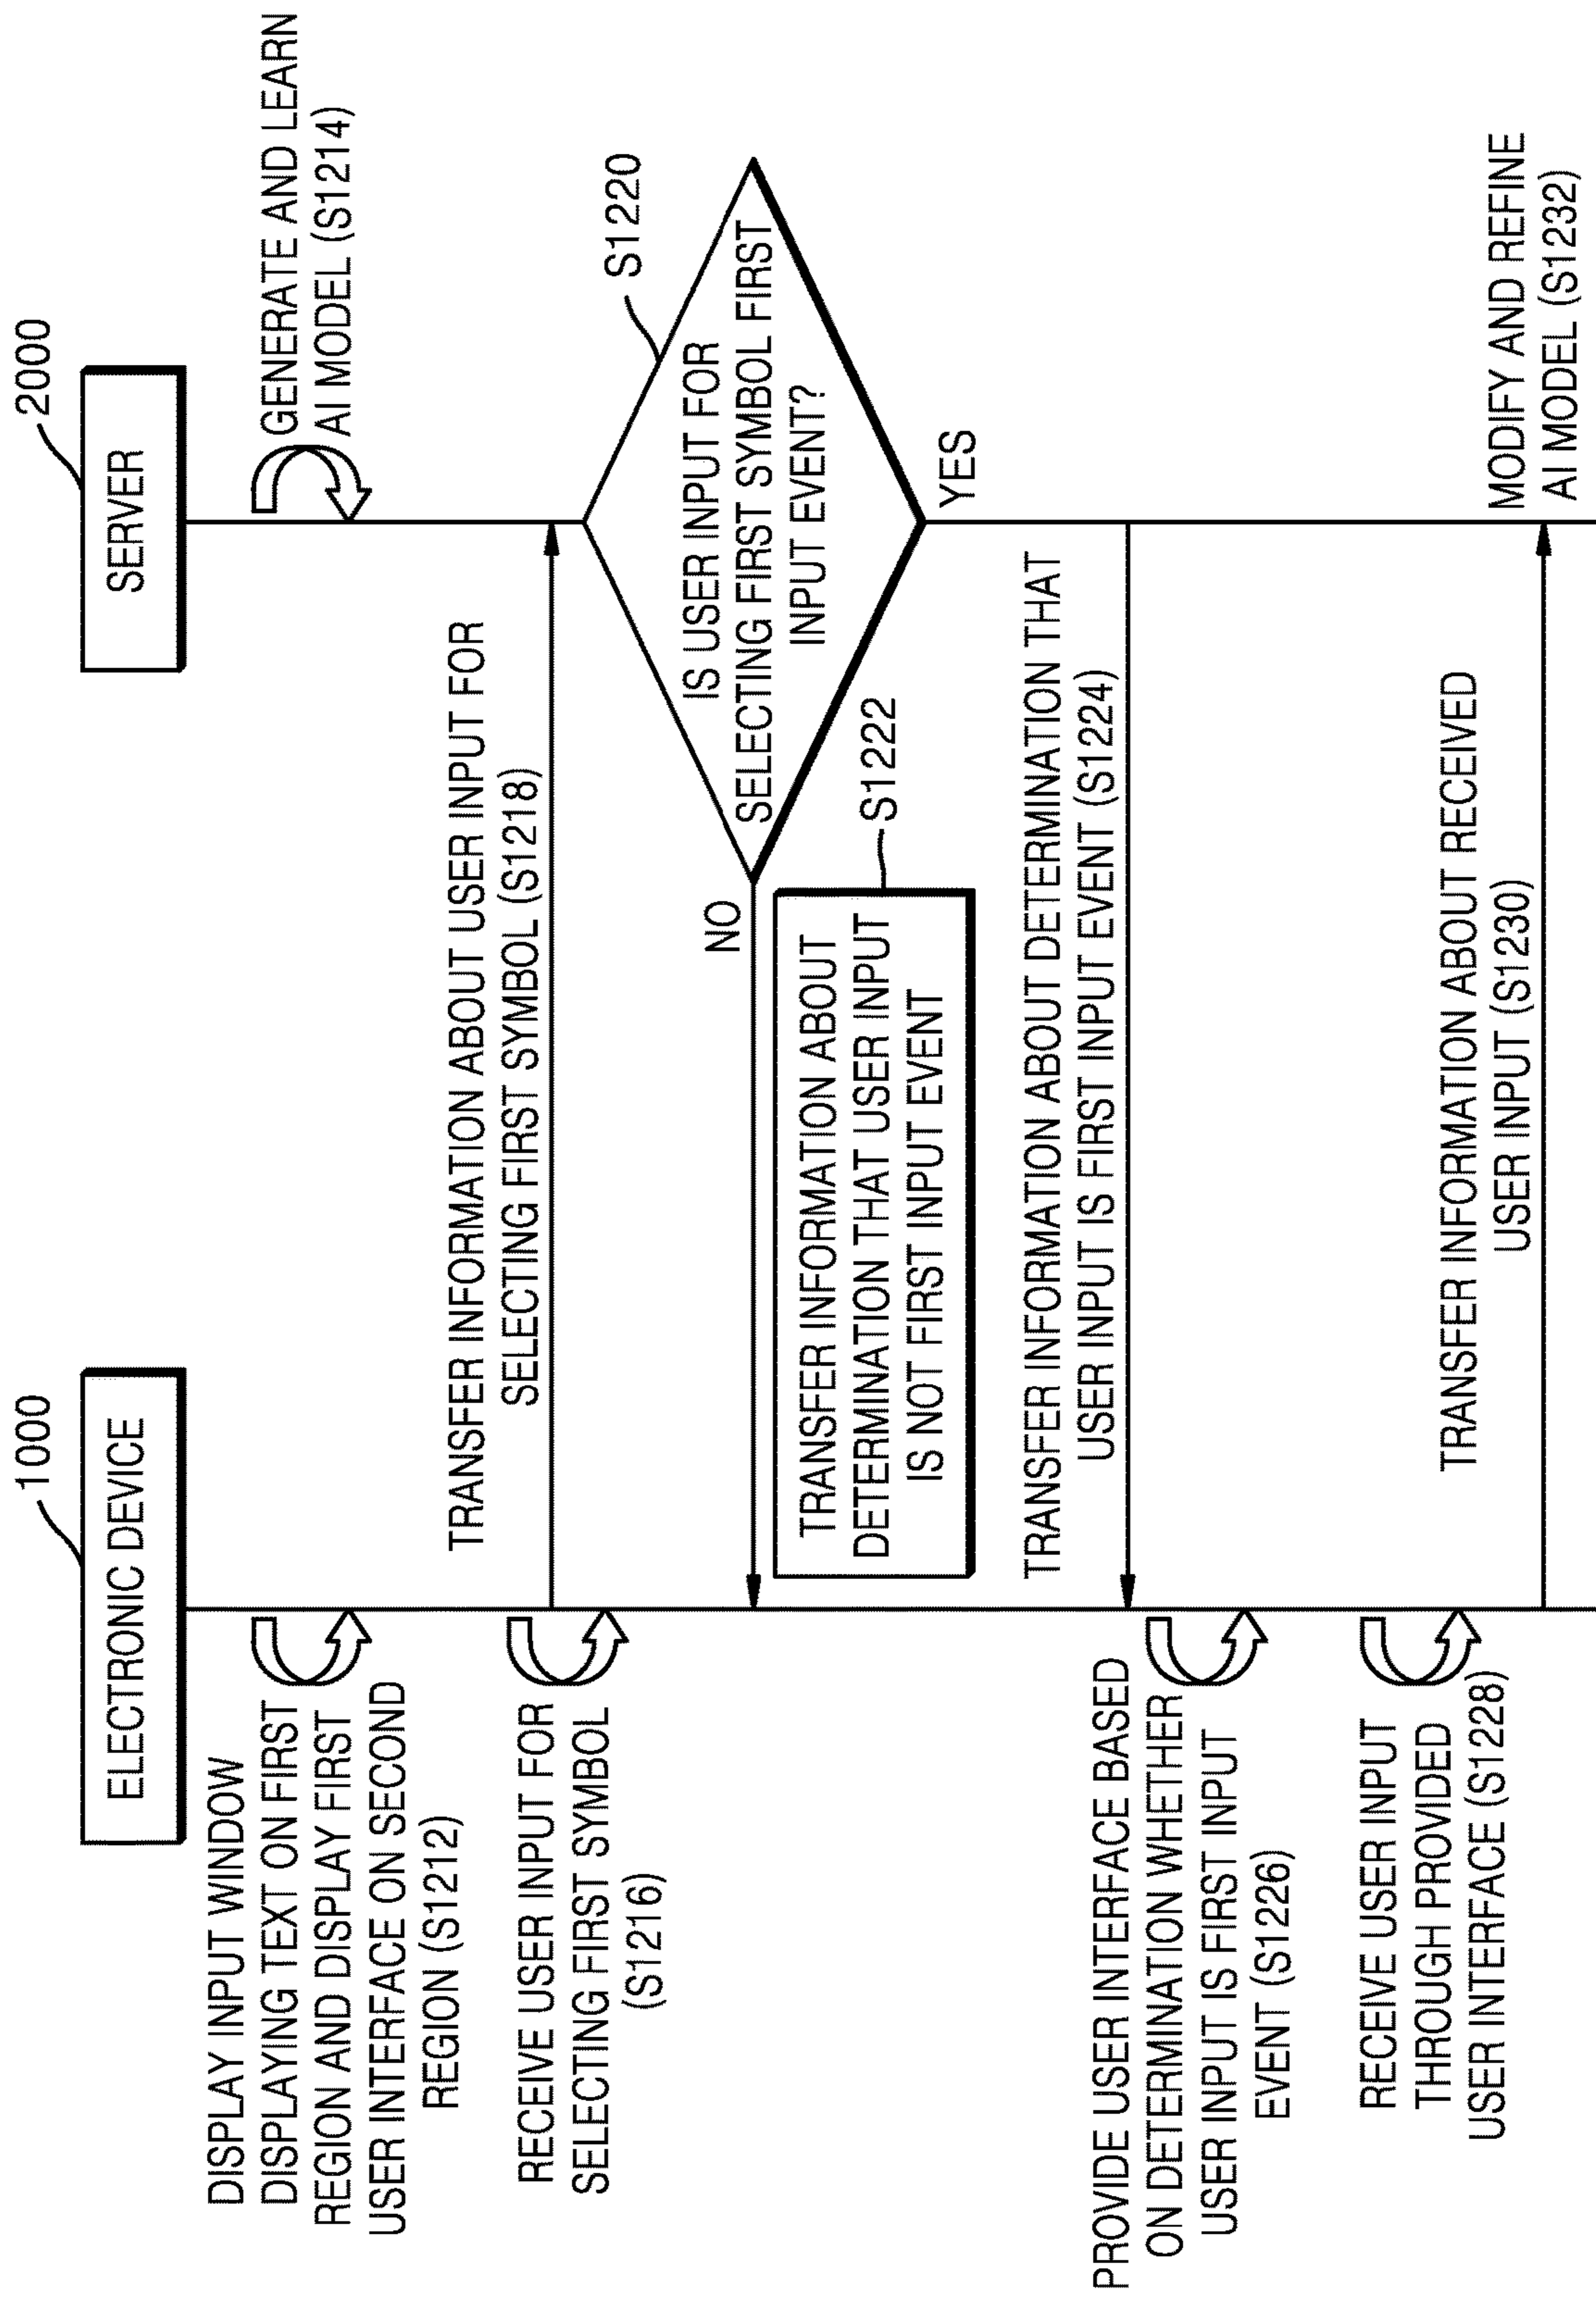 1000
ELECTRONIC DEVICE
2000
SERVER
DISPLAY INPUT WINDOW
DISPLAYING TEXT ON FIRST
REGION AND DISPLAY FIRST
USER INTERFACE ON SECOND
REGION (S1212)
GENERATE AND LEARN
AI MODEL (S1214)
RECEIVE USER INPUT FOR
SELECTING FIRST SYMBOL
(S1216)
TRANSFER INFORMATION ABOUT USER INPUT FOR
SELECTING FIRST SYMBOL (S1218)
S1220
IS USER INPUT FOR
SELECTING FIRST SYMBOL FIRST
INPUT EVENT?
NO
S1222
TRANSFER INFORMATION ABOUT
DETERMINATION THAT USER INPUT
IS NOT FIRST INPUT EVENT
YES
TRANSFER INFORMATION ABOUT DETERMINATION THAT
USER INPUT IS FIRST INPUT EVENT (S1224)
PROVIDE USER INTERFACE BASED
ON DETERMINATION WHETHER
USER INPUT IS FIRST INPUT
EVENT (S1226)
RECEIVE USER INPUT
THROUGH PROVIDED
USER INTERFACE (S1228)
TRANSFER INFORMATION ABOUT RECEIVED
USER INPUT (S1230)
MODIFY AND REFINE
AI MODEL (S1232)